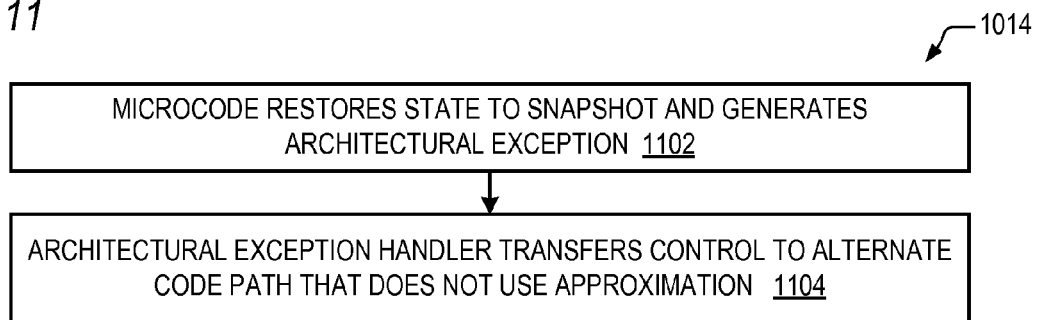 11
1014
MICROCODE RESTORES STATE TO SNAPSHOT AND GENERATES
ARCHITECTURAL EXCEPTION 1102
ARCHITECTURAL EXCEPTION HANDLER TRANSFERS CONTROL TO ALTERNATE
CODE PATH THAT DOES NOT USE APPROXIMATION 1104